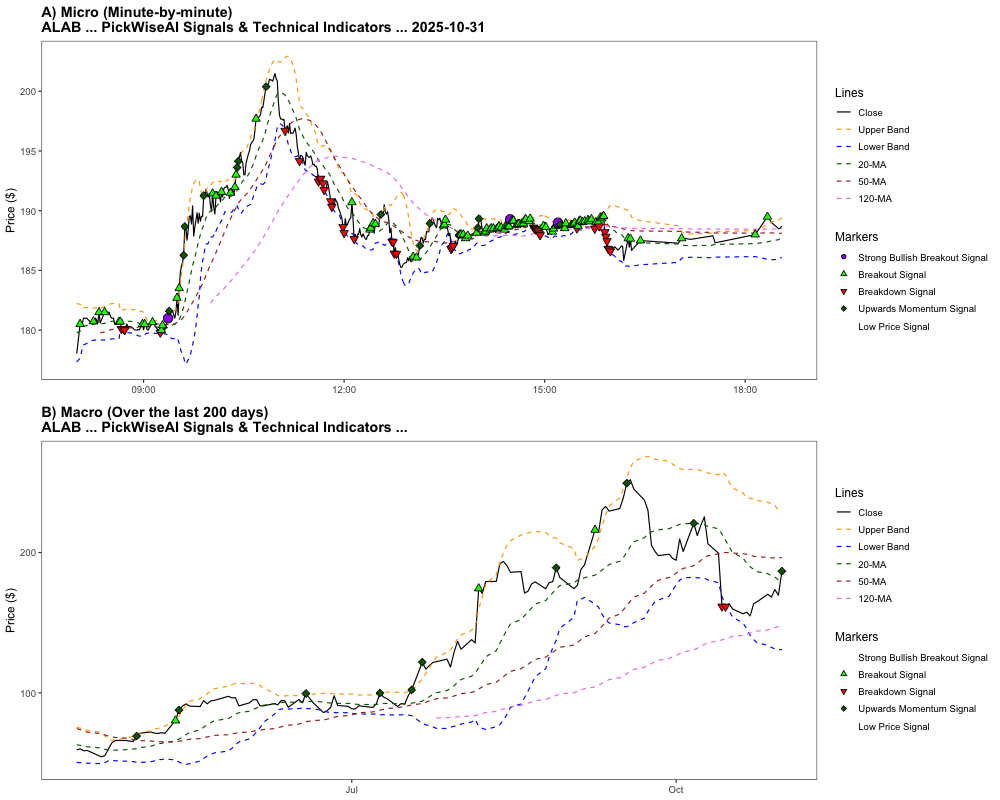 A) Micro (Minute-by-minute)
ALAB ... PickWiseAI Signals & Technical Indicators ... 2025-10-31
Price ($)
200
195
190
185
180
09:00
12:00
15:00
18:00
Lines
Close
Upper Band
Lower Band
20-MA
50-MA
120-MA
Markers
Strong Bullish Breakout Signal
Breakout Signal
Breakdown Signal
Upwards Momentum Signal
Low Price Signal
B) Macro (Over the last 200 days)
ALAB ... PickWiseAI Signals & Technical Indicators ...
Price ($)
200
100
Jul
Oct
Lines
Close
Upper Band
Lower Band
20-MA
50-MA
120-MA
Markers
Strong Bullish Breakout Signal
Breakout Signal
Breakdown Signal
Upwards Momentum Signal
Low Price Signal